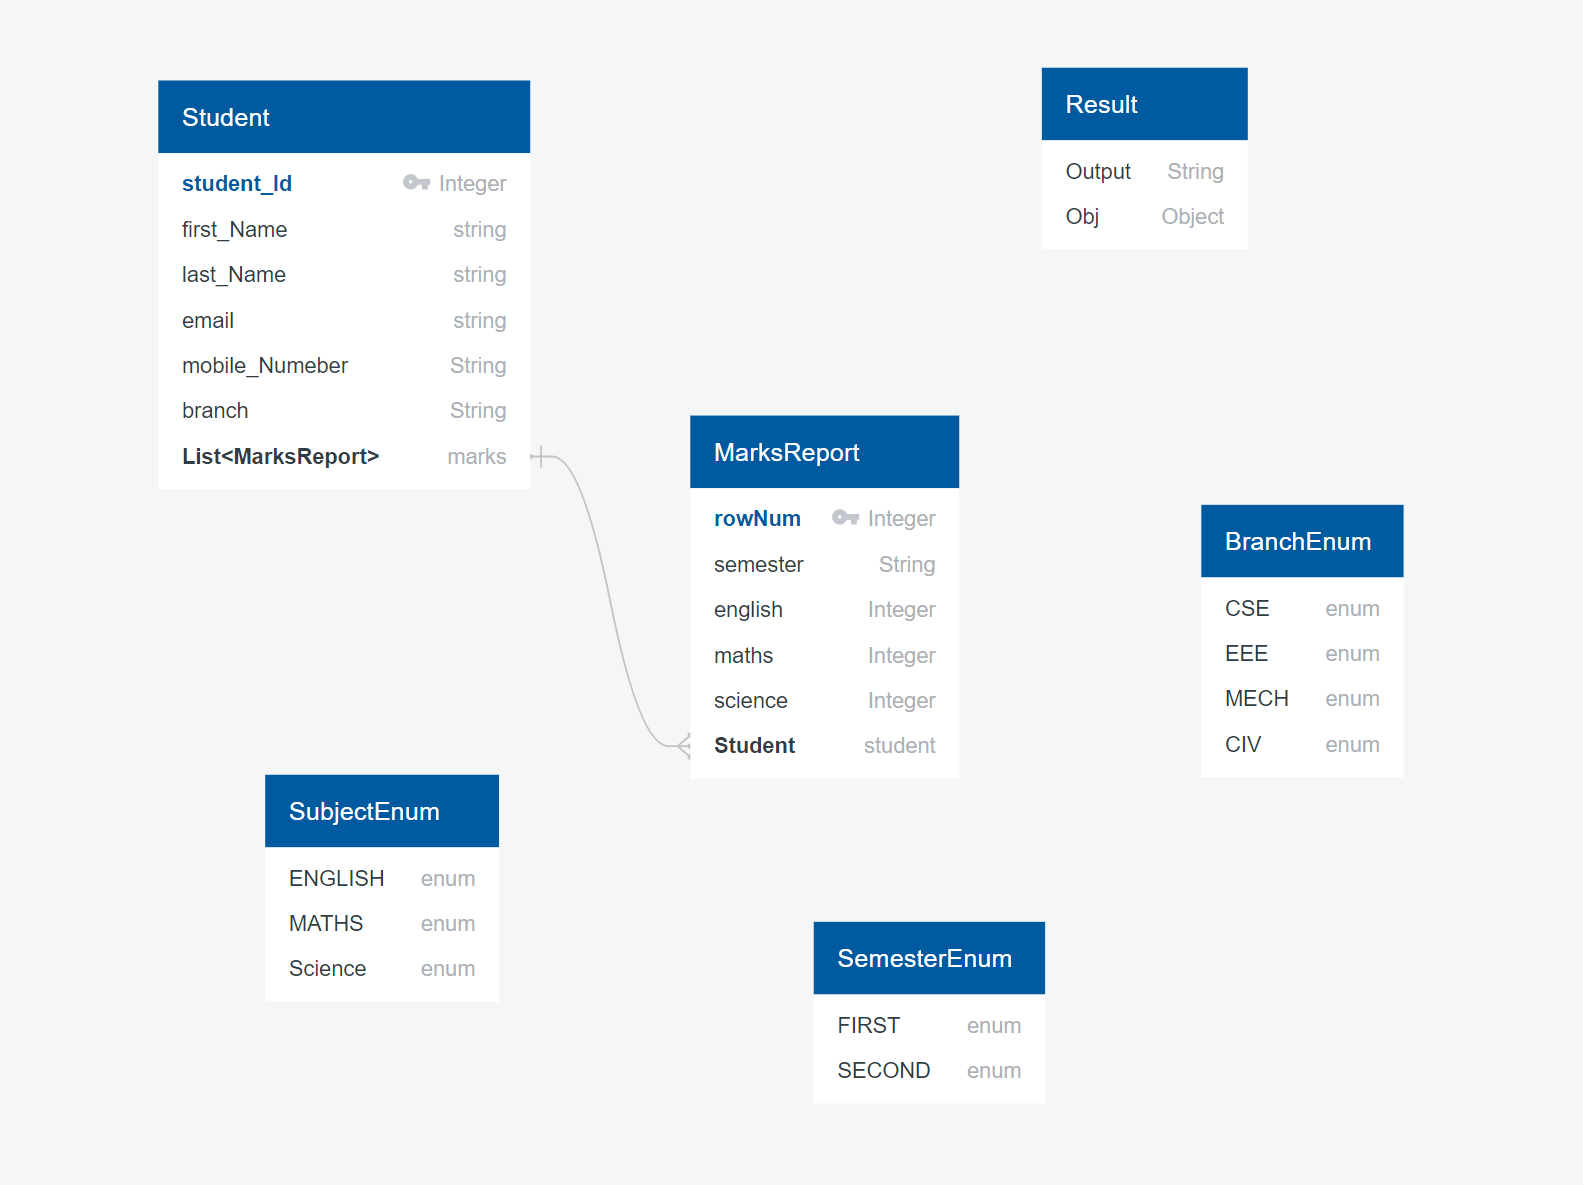 Student
student_Id Integer
first_Name string
last_Name string
email string
mobile_Numeber String
branch String
List<MarksReport> marks
Result
Output String
Obj Object
MarksReport
rowNum Integer
semester String
english Integer
maths Integer
science Integer
Student student
BranchEnum
CSE enum
EEE enum
MECH enum
CIV enum
SubjectEnum
ENGLISH enum
MATHS enum
Science enum
SemesterEnum
FIRST enum
SECOND enum